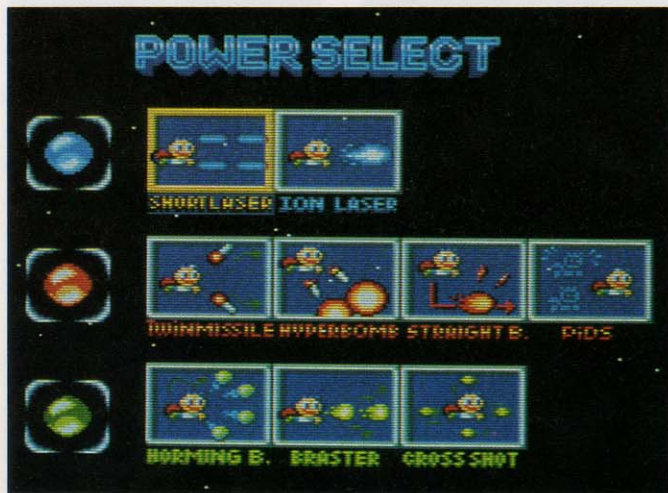 POWER SELECT
SHORTLASER ION LASER
TWINMISSILE HYPERBOMB STRAIGHT B. PiDS
HORMING B. BRASTER CROSS SHOT